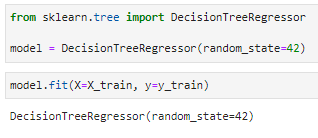 from sklearn.tree import DecisionTreeRegressor
model = DecisionTreeRegressor(random_state=42)
model.fit(X=X_train, y=y_train)
DecisionTreeRegressor(random_state=42)